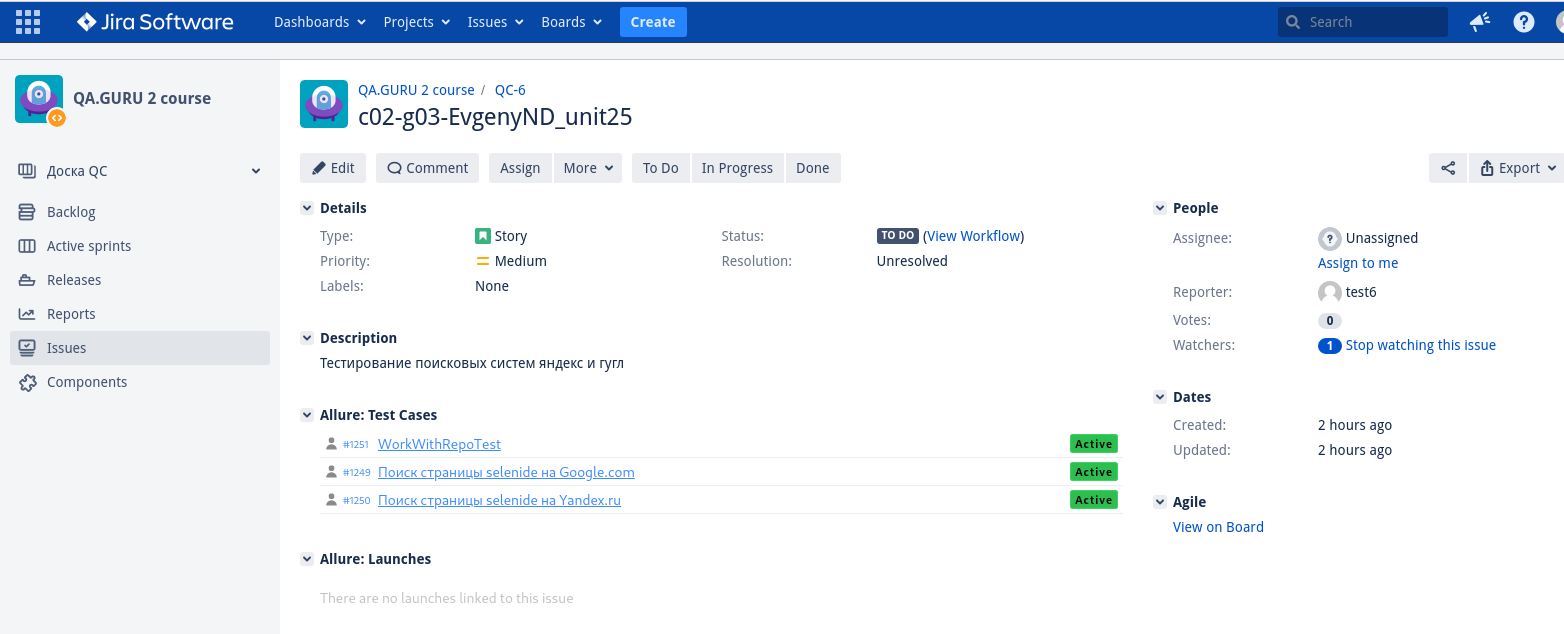 Jira Software Dashboards Projects Issues Boards Create Search ?
QA.GURU 2 course
Доска QC
Backlog
Active sprints
Releases
Reports
Issues
Components
QA.GURU 2 course / QC-6
c02-g03-EvgenyND_unit25
Edit Comment Assign More To Do In Progress Done Export
Details
Type: Story Status: TO DO (View Workflow)
Priority: Medium Resolution: Unresolved
Labels: None
Description
Тестирование поисковых систем яндекс и гугл
Allure: Test Cases
#1251 WorkWithRepoTest Active
#1249 Поиск страницы selenide на Google.com Active
#1250 Поиск страницы selenide на Yandex.ru Active
Allure: Launches
There are no launches linked to this issue
People
Assignee: ? Unassigned
Assign to me
Reporter: test6
Votes: 0
Watchers: 1 Stop watching this issue
Dates
Created: 2 hours ago
Updated: 2 hours ago
Agile
View on Board